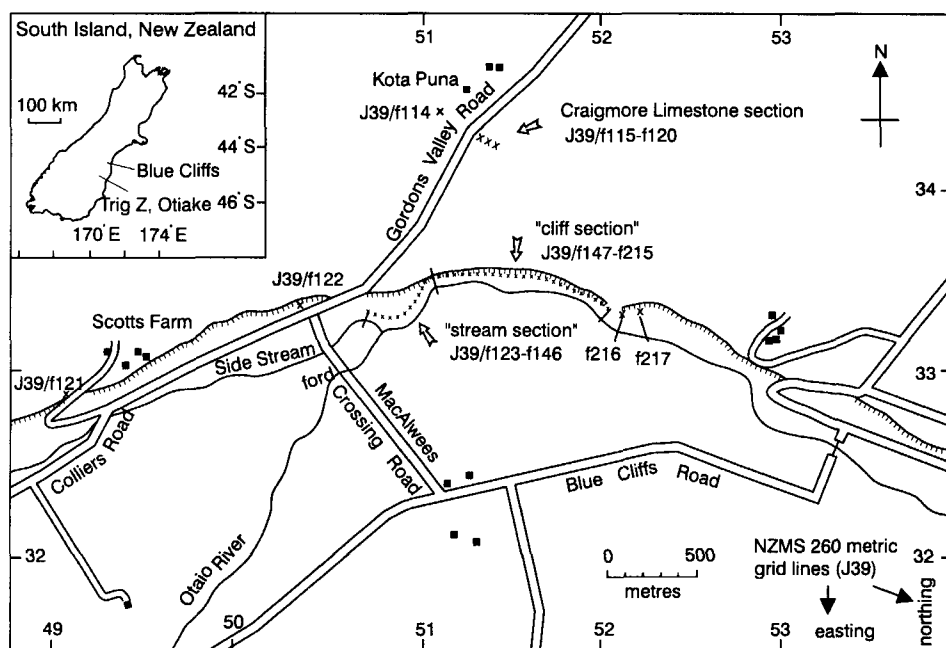 South Island, New Zealand
100 km
42°S
44°S
46°S
Blue Cliffs
Trig Z, Otiake
170°E 174°E
51 52 53
N
Kota Puna
J39/f114 x
Gordons Valley Road
Craigmore Limestone section
J39/f115-f120
34
"cliff section"
J39/f147-f215
J39/f122
Scotts Farm
"stream section"
J39/f123-f146
f216
f217
J39/f121
Side Stream
ford
33
Colliers Road
MacAlwees
Crossing Road
Blue Cliffs Road
Otaio River
32
0 500
metres
NZMS 260 metric
grid lines (J39)
32
easting
northing
49 50 51 52 53